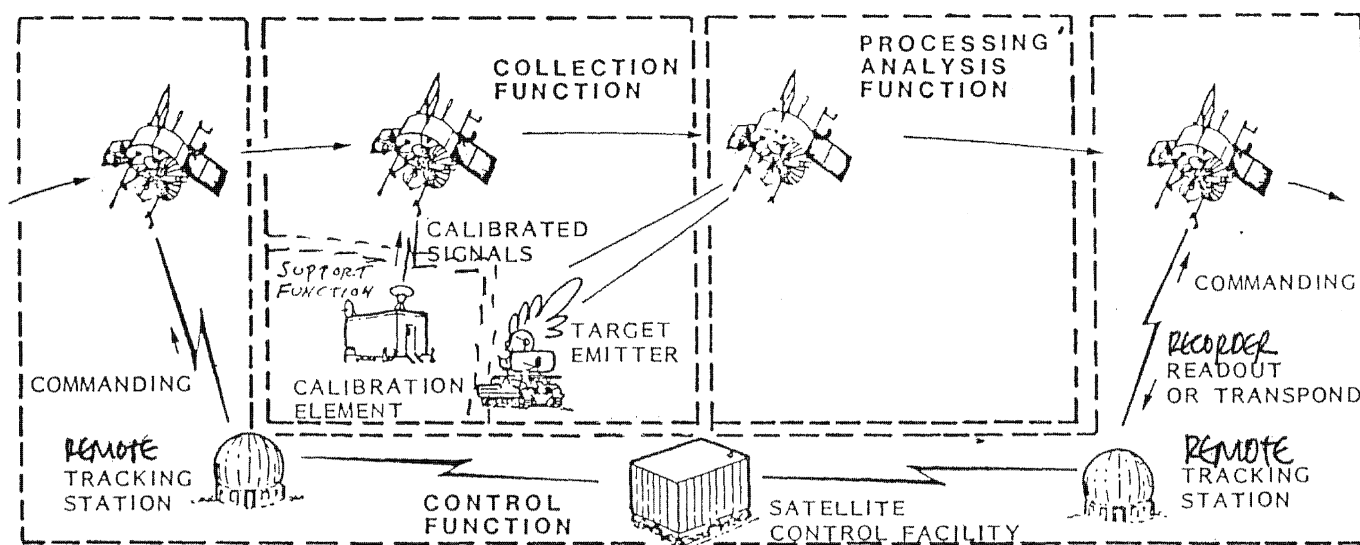 COLLECTION
FUNCTION
PROCESSING
ANALYSIS
FUNCTION
CALIBRATED
SIGNALS
SUPPORT
FUNCTION
COMMANDING
TARGET
EMITTER
COMMANDING
CALIBRATION
ELEMENT
RECORDER
READOUT
OR TRANSPOND
REMOTE
TRACKING
STATION
CONTROL
FUNCTION
SATELLITE
CONTROL FACILITY
REMOTE
TRACKING
STATION